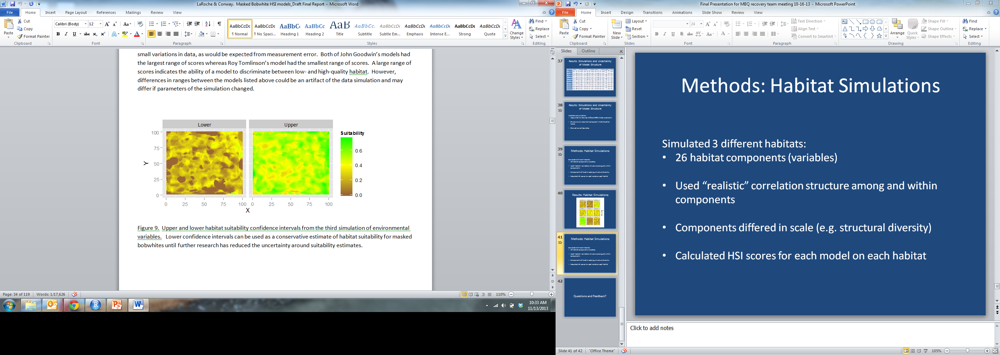 LaRoche & Conway. Masked Bobwhite HSI models_Draft Final Report - Microsoft Word
File Home Insert Page Layout References Mailings Review View
Paste
Cut
Copy
Format Painter
Clipboard
Calibri (Body) 12
Font
Paragraph
AaBbCcDc AaBbCcDc AaBbC AaBbCc AaB AaBbCc. AaBbCcDc AaBbCcDc AaBbCcDc AaBbCcDc AaBbCcDc
¶ Normal ¶ No Spaci... Heading 1 Heading 2 Title Subtitle Subtle Em... Emphasis Intense E... Strong Quote
Change Styles
Styles
Find
Replace
Select
Editing
small variations in data, as would be expected from measurement error. Both of John Goodwin's models had
the largest range of scores whereas Roy Tomlinson's model had the smallest range of scores. A large range of
scores indicates the ability of a model to discriminate between low- and high-quality habitat. However,
differences in ranges between the models listed above could be an artifact of the data simulation and may
differ if parameters of the simulation changed.
Lower Upper
Suitability
0.6
0.4
0.2
0.0
100
75
50
25
0
Y
0 25 50 75 100 0 25 50 75 100
X
Figure 9. Upper and lower habitat suitability confidence intervals from the third simulation of environmental
variables. Lower confidence intervals can be used as a conservative estimate of habitat suitability for masked
bobwhites until further research has reduced the uncertainty around suitability estimates.
Page: 34 of 119 Words: 1/17,626 110%
10:33 AM
11/13/2013
Final Presentation for MBQ recovery team meeting 10-16-13 - Microsoft PowerPoint
File Home Insert Design Transitions Animations Slide Show Review View
Paste
Cut
Copy
Format Painter
Clipboard
New Slide
Layout
Reset
Section
Slides
24
Font
Paragraph
Text Direction
Align Text
Convert to SmartArt
Arrange
Quick Styles
Shape Fill
Shape Outline
Shape Effects
Drawing
Find
Replace
Select
Editing
Slides Outline
37
Results: Simulations and Uncertainty
of Model Structure
38
Results: Simulations and Uncertainty
of Model Structure
39
Methods: Habitat Simulations
40
Results: Habitat Simulations
41
Methods: Habitat Simulations
42
Questions and Feedback?
Methods: Habitat Simulations
Simulated 3 different habitats:
• 26 habitat components (variables)
• Used “realistic” correlation structure among and within
components
• Components differed in scale (e.g. structural diversity)
• Calculated HSI scores for each model on each habitat
Click to add notes
Slide 41 of 42 "Office Theme" 105%